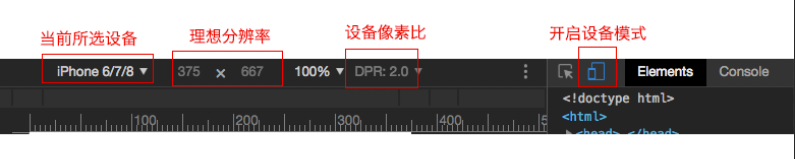 当前所选设备
理想分辨率
设备像素比
开启设备模式
iPhone 6/7/8 ▼ 375 × 667 100% ▼ DPR: 2.0 ▼ Elements Console
<!doctype html>
<html>
100 200 300 400 5
▶<head>…</head>